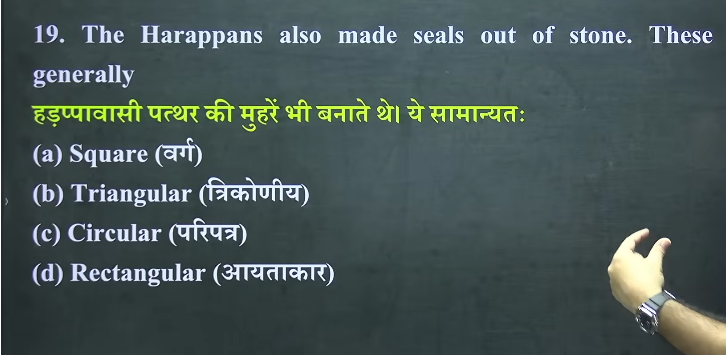 19. The Harappans also made seals out of stone. These
generally
हड़प्पावासी पत्थर की मुहरें भी बनाते थे। ये सामान्यतः
(a) Square (वर्ग)
(b) Triangular (त्रिकोणीय)
(c) Circular (परिपत्र)
(d) Rectangular (आयताकार)